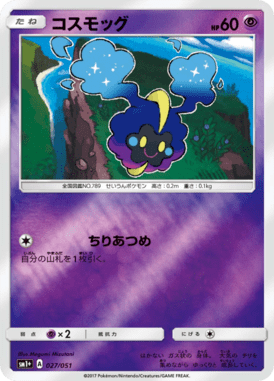 たね コスモッグ HP60
全国図鑑NO.789 せいうんポケモン 高さ:0.2m 重さ:0.1kg
ちりあつめ
自分の山札を1枚引く。
弱点 ×2 抵抗力 にげる
Illus. Megumi Mizutani
SM1+ A 027/051
©2017 Pokémon/Nintendo/Creatures/GAME FREAK.